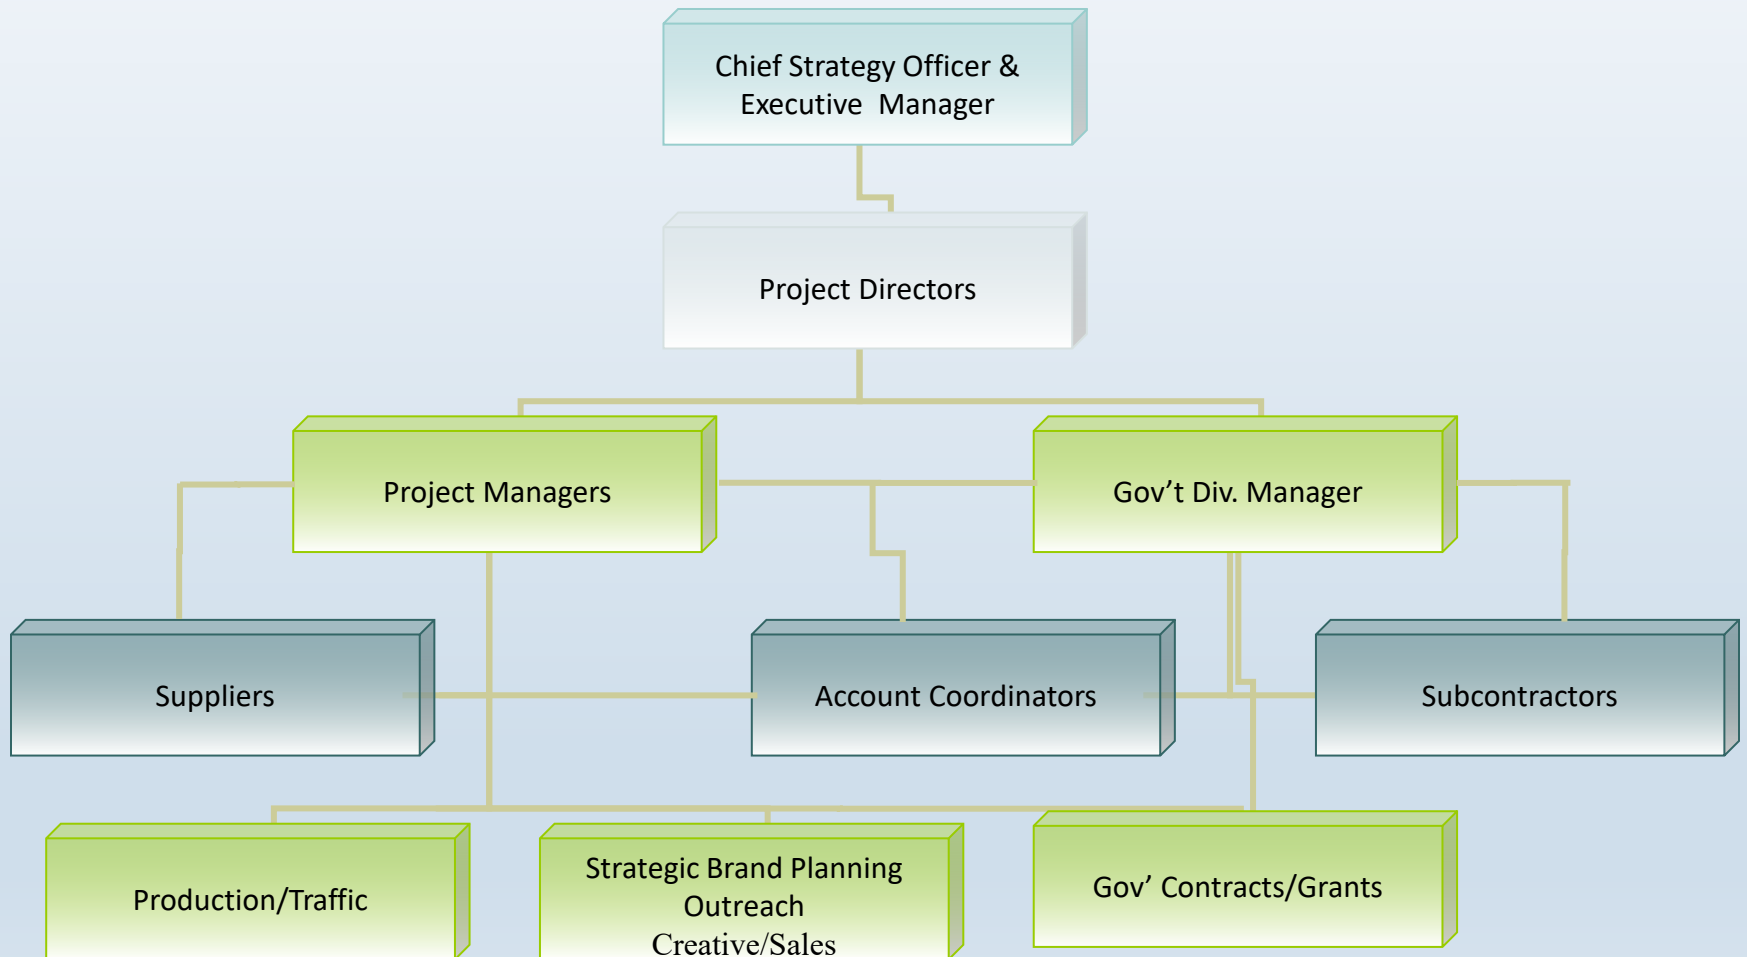 Chief Strategy Officer &
Executive Manager
Project Directors
Project Managers
Gov’t Div. Manager
Suppliers
Account Coordinators
Subcontractors
Production/Traffic
Strategic Brand Planning
Outreach
Creative/Sales
Gov’ Contracts/Grants